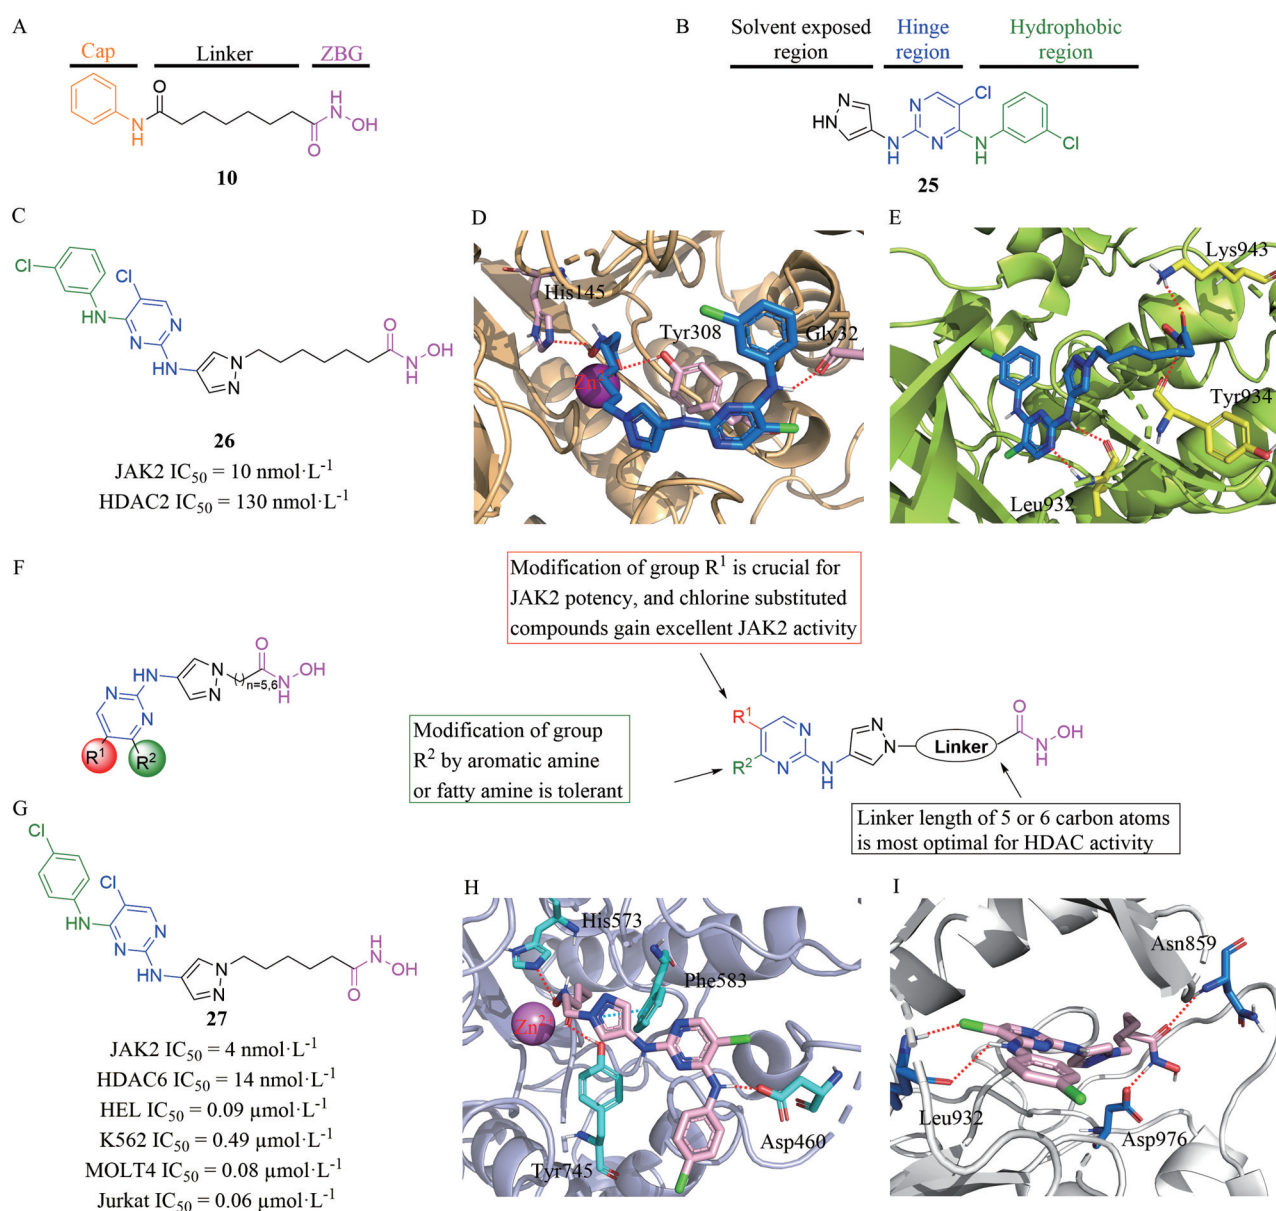 A
Cap
Linker
ZBG
O
N
H
O
H
N
OH
10
B
Solvent exposed
region
Hinge
region
Hydrophobic
region
N
HN
N
H
N
N
Cl
N
H
Cl
25
C
Cl
Cl
NH
N
N
HN
N
N
O
OH
N
H
26
JAK2 IC50 = 10 nmol·L-1
HDAC2 IC50 = 130 nmol·L-1
D
His145
Tyr308
Gly32
Zn
E
Lys943
Tyr934
Leu932
F
O
OH
N
H
( )n=5,6
N
N
HN
N
N
R1
R2
Modification of group R1 is crucial for
JAK2 potency, and chlorine substituted
compounds gain excellent JAK2 activity
Modification of group
R2 by aromatic amine
or fatty amine is tolerant
R1
R2
N
N
N
H
N
N
Linker
O
OH
N
H
Linker length of 5 or 6 carbon atoms
is most optimal for HDAC activity
G
Cl
Cl
NH
N
N
HN
N
N
O
H
N
OH
27
JAK2 IC50 = 4 nmol·L-1
HDAC6 IC50 = 14 nmol·L-1
HEL IC50 = 0.09 μmol·L-1
K562 IC50 = 0.49 μmol·L-1
MOLT4 IC50 = 0.08 μmol·L-1
Jurkat IC50 = 0.06 μmol·L-1
H
His573
Phe583
Zn2
Asp460
Tyr745
I
Asn859
Leu932
Asp976